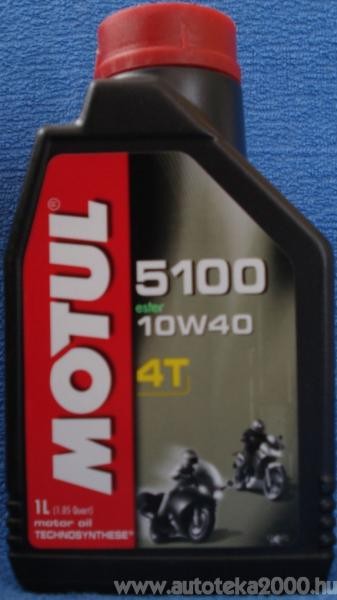 MOTUL®
5100
ester
10W40
4T
1L (1.05 Quart)
motor oil
TECHNOSYNTHESE®
www.autoteka2000.hu